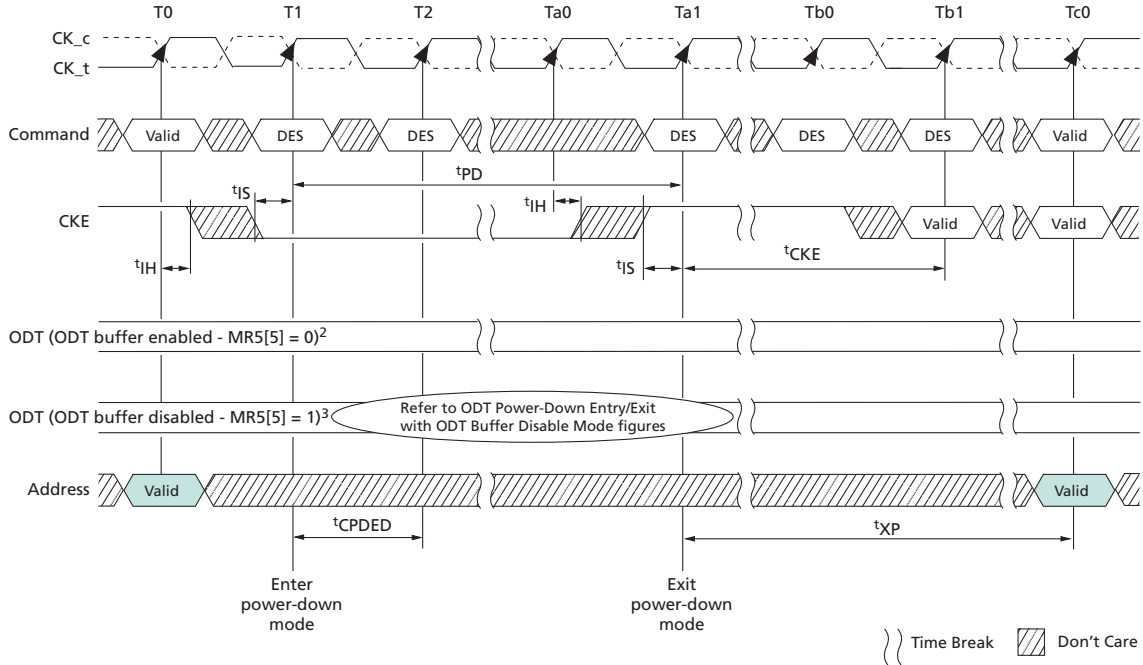 T0 T1 T2 Ta0 Ta1 Tb0 Tb1 Tc0
CK_c
CK_t
Command Valid DES DES DES DES DES Valid
tPD
tIS
tIH
CKE Valid Valid
tIH
tIS
tCKE
ODT (ODT buffer enabled - MR5[5] = 0)2
ODT (ODT buffer disabled - MR5[5] = 1)3
Refer to ODT Power-Down Entry/Exit
with ODT Buffer Disable Mode figures
Address Valid Valid
tCPDED
tXP
Enter
power-down
mode
Exit
power-down
mode
Time Break Don't Care